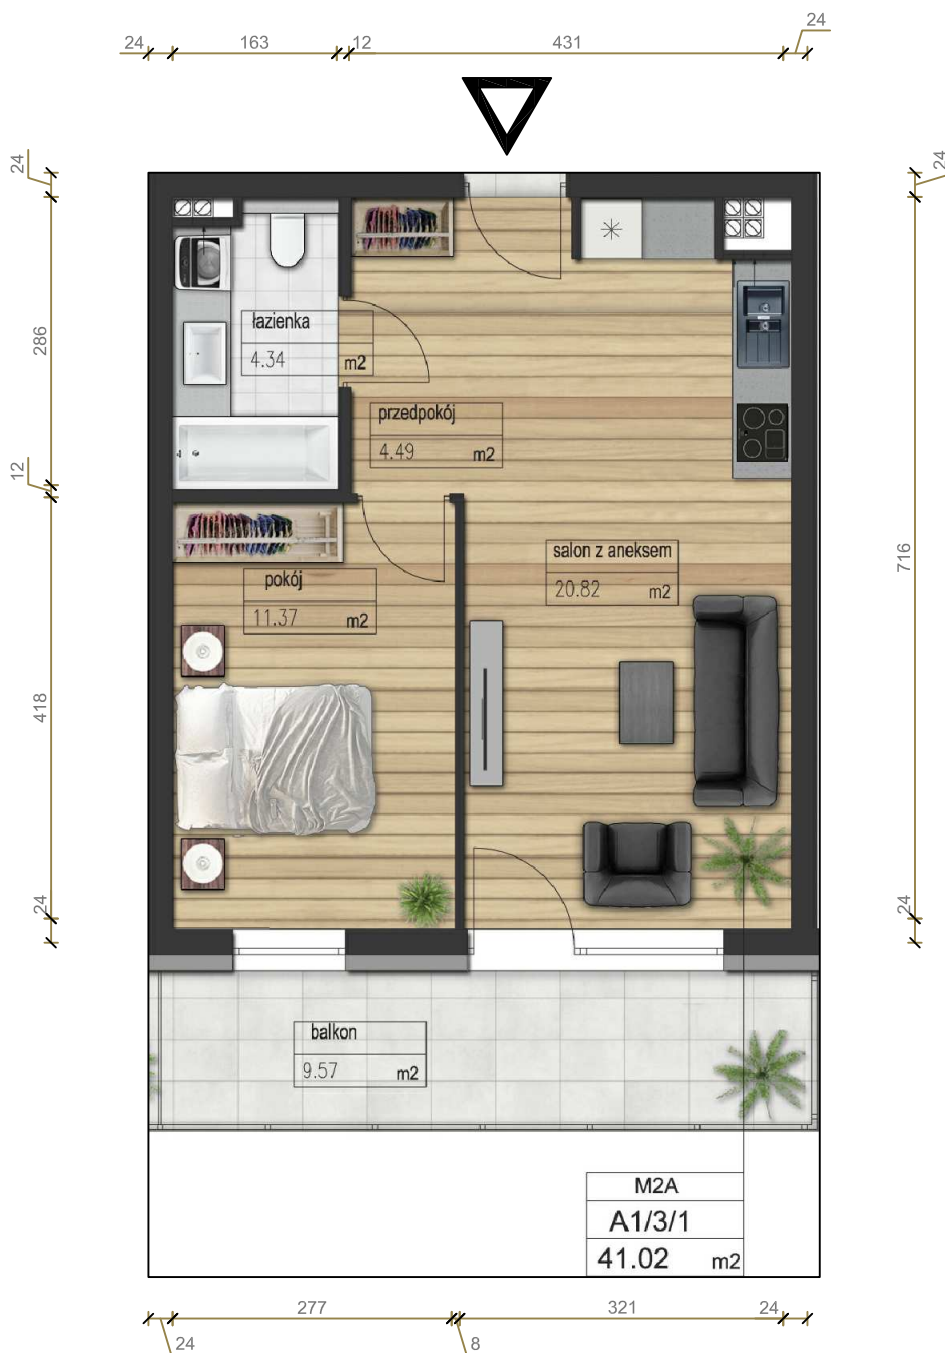 24
24 163 12 431
24
24
łazienka
4.34 m2
286
przedpokój
4.49 m2
12
salon z aneksem
20.82 m2
716
pokój
11.37 m2
418
24
24
balkon
9.57 m2
M2A
A1/3/1
41.02 m2
277 321 24
24 8